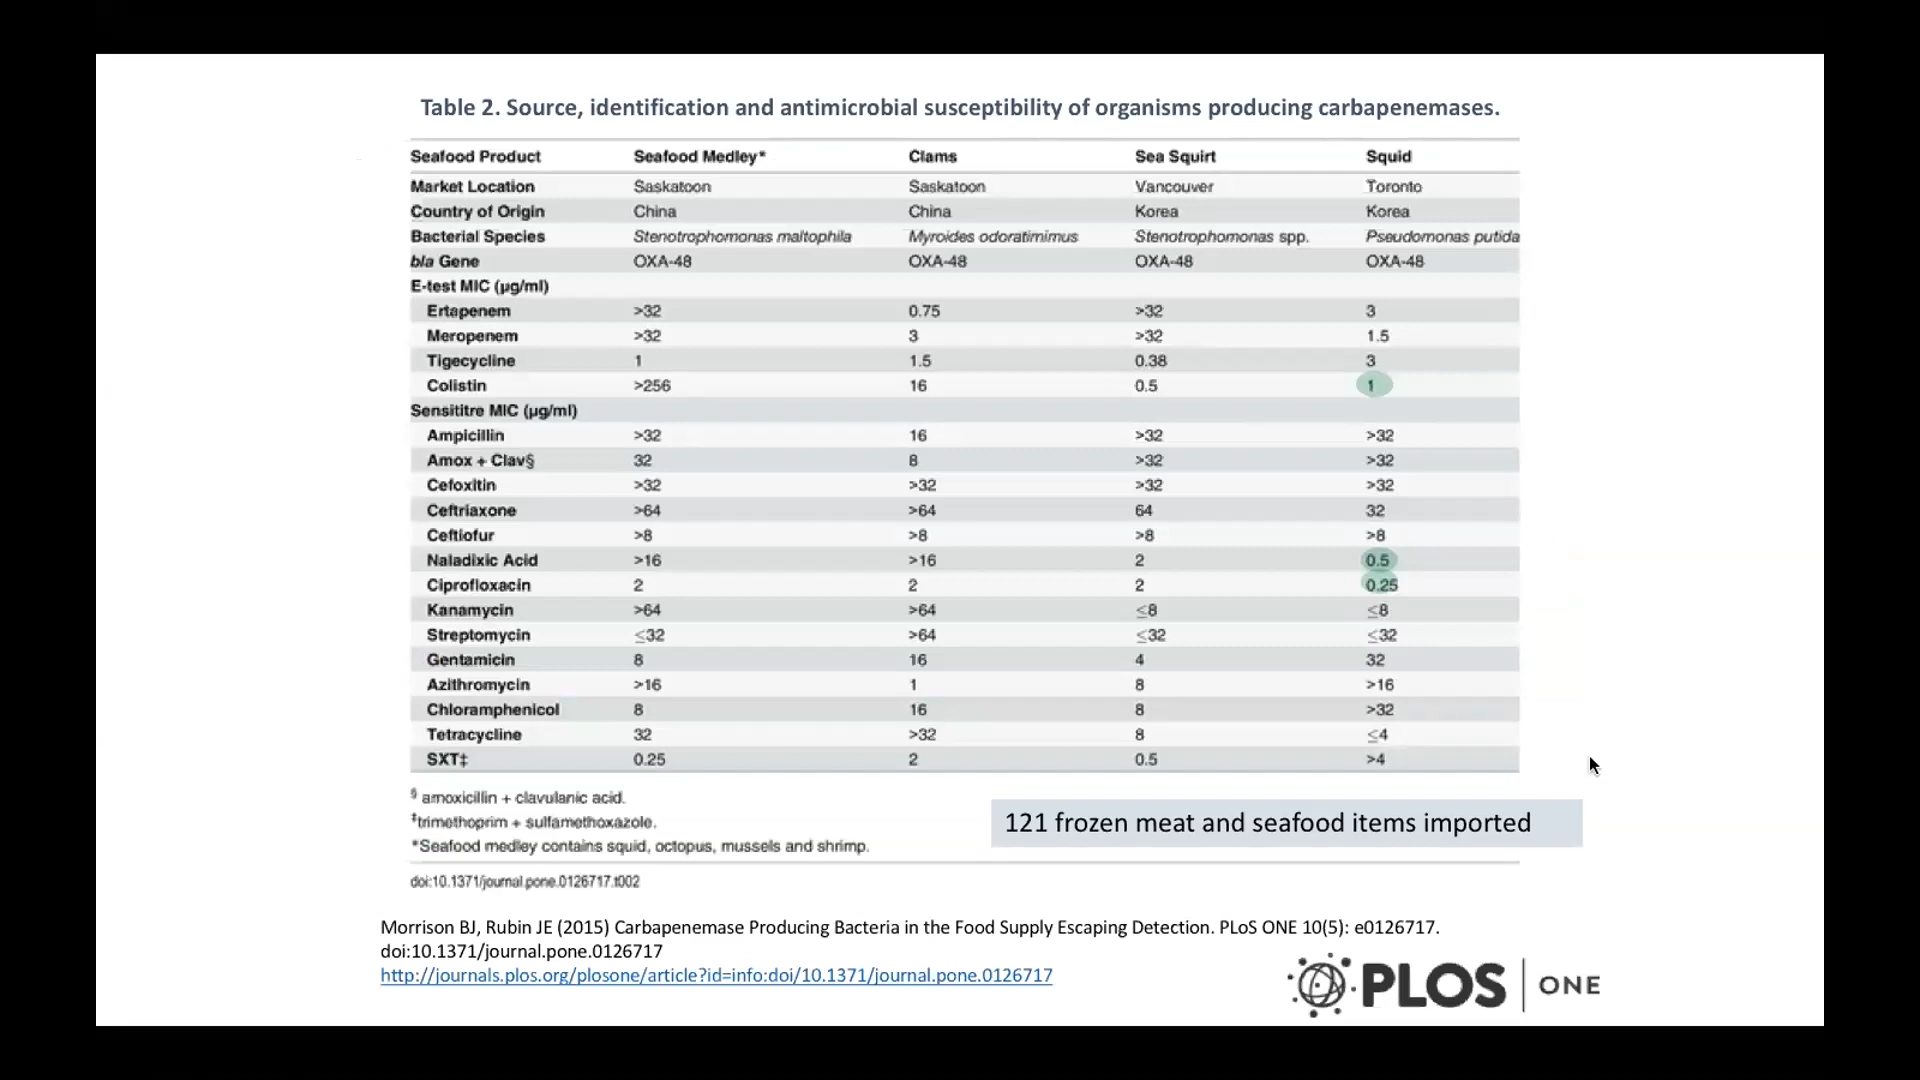 Table 2. Source, identification and antimicrobial susceptibility of organisms producing carbapenemases.
Seafood Product Seafood Medley* Clams Sea Squirt Squid
Market Location Saskatoon Saskatoon Vancouver Toronto
Country of Origin China China Korea Korea
Bacterial Species Stenotrophomonas maltophila Myroides odoratimimus Stenotrophomonas spp. Pseudomonas putida
bla Gene OXA-48 OXA-48 OXA-48 OXA-48
E-test MIC (µg/ml)
Ertapenem >32 0.75 >32 3
Meropenem >32 3 >32 1.5
Tigecycline 1 1.5 0.38 3
Colistin >256 16 0.5 1
Sensititre MIC (µg/ml)
Ampicillin >32 16 >32 >32
Amox + Clav§ 32 8 >32 >32
Cefoxitin >32 >32 >32 >32
Ceftriaxone >64 >64 64 32
Ceftiofur >8 >8 >8 >8
Naladixic Acid >16 >16 2 0.5
Ciprofloxacin 2 2 2 0.25
Kanamycin >64 >64 ≤8 ≤8
Streptomycin ≤32 >64 ≤32 ≤32
Gentamicin 8 16 4 32
Azithromycin >16 1 8 >16
Chloramphenicol 8 16 8 >32
Tetracycline 32 >32 8 ≤4
SXT‡ 0.25 2 0.5 >4
§ amoxicillin + clavulanic acid.
‡trimethoprim + sulfamethoxazole.
*Seafood medley contains squid, octopus, mussels and shrimp.
121 frozen meat and seafood items imported
doi:10.1371/journal.pone.0126717.t002
Morrison BJ, Rubin JE (2015) Carbapenemase Producing Bacteria in the Food Supply Escaping Detection. PLoS ONE 10(5): e0126717.
doi:10.1371/journal.pone.0126717
http://journals.plos.org/plosone/article?id=info:doi/10.1371/journal.pone.0126717
PLOS ONE